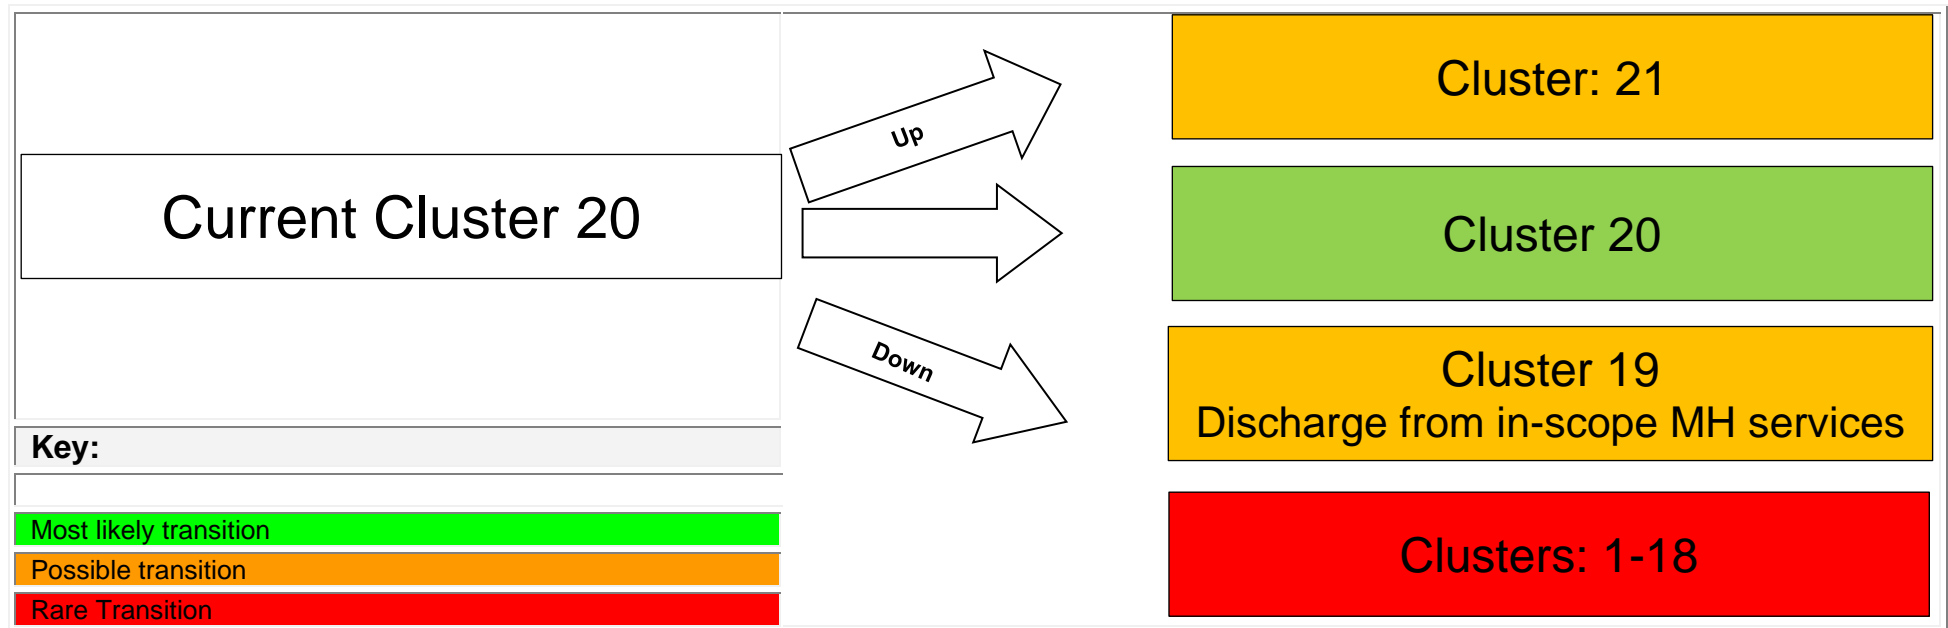 Current Cluster 20
Up
Down
Cluster: 21
Cluster 20
Cluster 19
Discharge from in-scope MH services
Clusters: 1-18
Key:
Most likely transition
Possible transition
Rare Transition